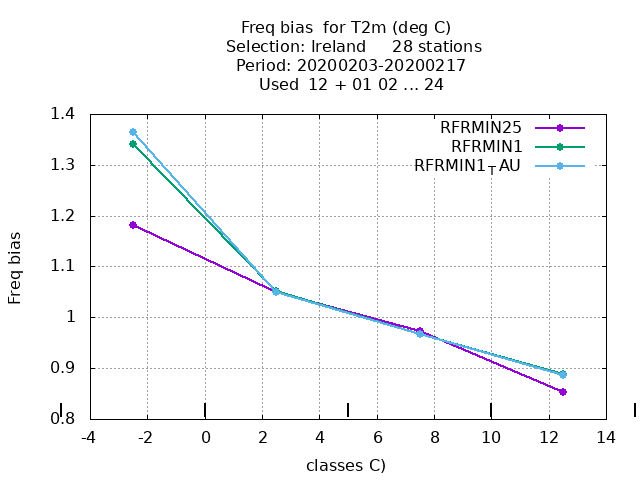 Freq bias  for T2m (deg C)
Selection: Ireland     28 stations
Period: 20200203-20200217
Used  12 + 01 02 ... 24
RFRMIN25
RFRMIN1
RFRMIN1TAU
1.4
1.3
1.2
1.1
1
0.9
0.8
Freq bias
-4 -2 0 2 4 6 8 10 12 14
classes C)